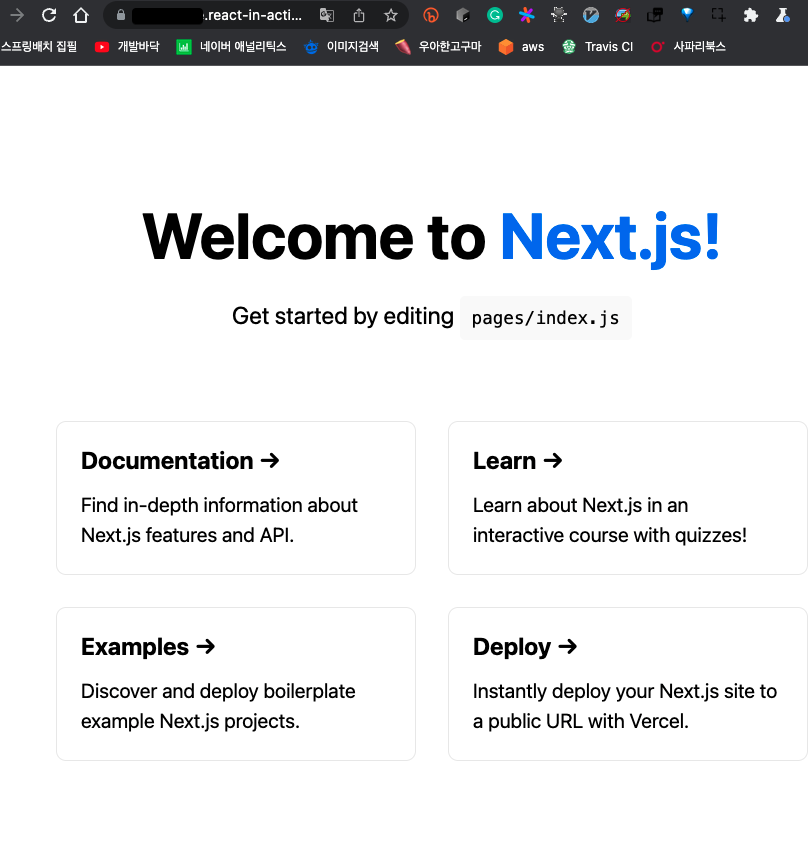 .react-in-acti...
스프링배치 집필 개발바닥 네이버 애널리틱스 이미지검색 우아한고구마 aws Travis CI 사파리북스
Welcome to Next.js!
Get started by editing pages/index.js
Documentation →
Find in-depth information about
Next.js features and API.
Learn →
Learn about Next.js in an
interactive course with quizzes!
Examples →
Discover and deploy boilerplate
example Next.js projects.
Deploy →
Instantly deploy your Next.js site to
a public URL with Vercel.